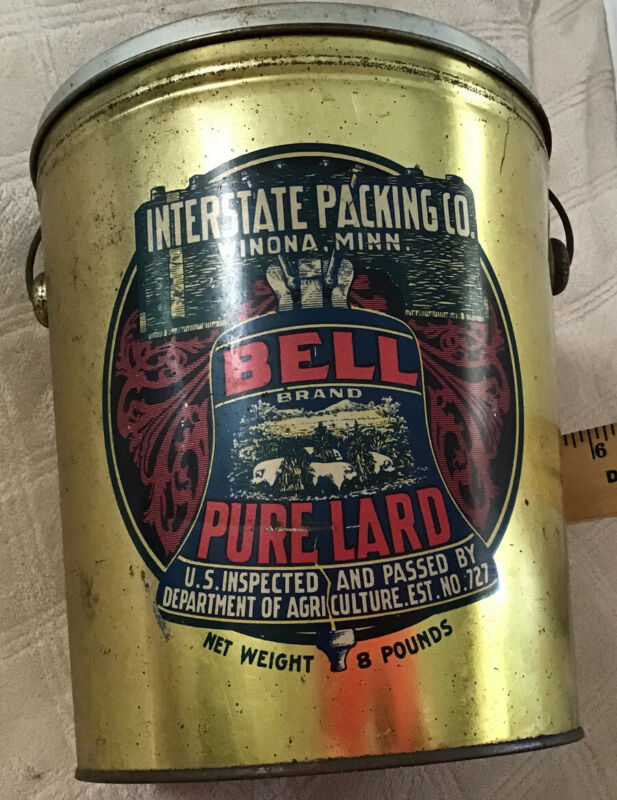 INTERSTATE PACKING CO.
WINONA, MINN.
BELL
BRAND
PURE LARD
U.S. INSPECTED AND PASSED BY
DEPARTMENT OF AGRICULTURE. EST. NO. 727
NET WEIGHT 8 POUNDS
6